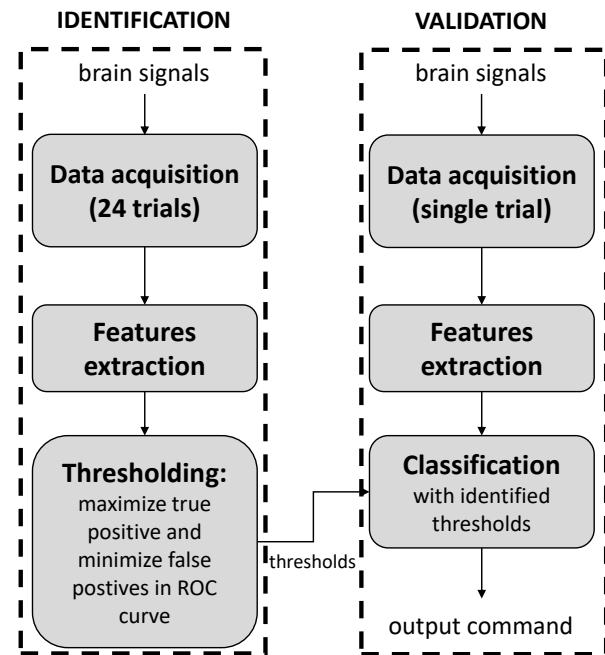 IDENTIFICATION
brain signals
Data acquisition
(24 trials)
Features
extraction
Thresholding:
maximize true
positive and
minimize false
postives in ROC
curve
thresholds
VALIDATION
brain signals
Data acquisition
(single trial)
Features
extraction
Classification
with identified
thresholds
output command